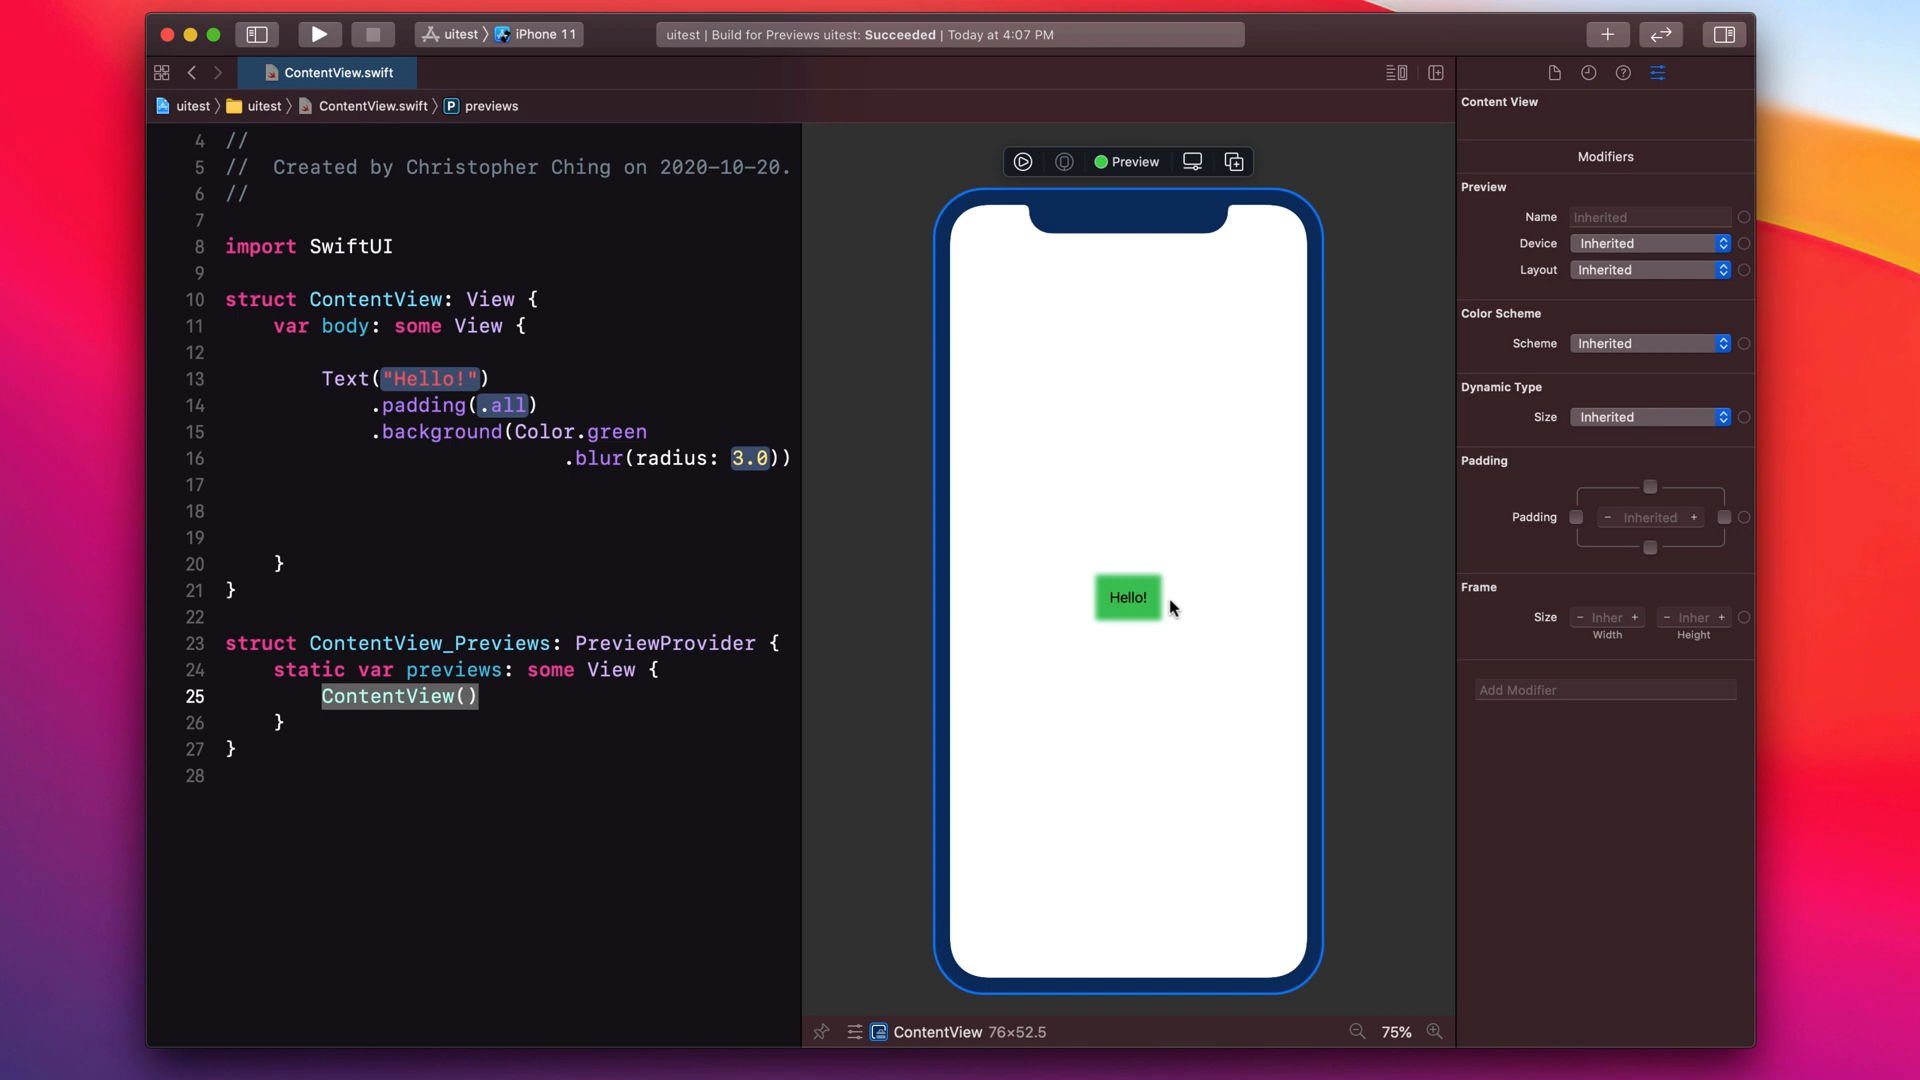 uitest 〉 iPhone 11
uitest | Build for Previews uitest: Succeeded | Today at 4:07 PM
ContentView.swift
uitest 〉 uitest 〉 ContentView.swift 〉 P previews
4 //
5 //  Created by Christopher Ching on 2020-10-20.
6 //
7
8 import SwiftUI
9
10 struct ContentView: View {
11     var body: some View {
12
13         Text("Hello!")
14             .padding(.all)
15             .background(Color.green
16                             .blur(radius: 3.0))
17
18
19
20     }
21 }
22
23 struct ContentView_Previews: PreviewProvider {
24     static var previews: some View {
25         ContentView()
26     }
27 }
28
Preview
Hello!
ContentView 76×52.5
75%
Content View
Modifiers
Preview
Name Inherited
Device Inherited
Layout Inherited
Color Scheme
Scheme Inherited
Dynamic Type
Size Inherited
Padding
Padding − Inherited +
Frame
Size − Inher + − Inher +
Width Height
Add Modifier